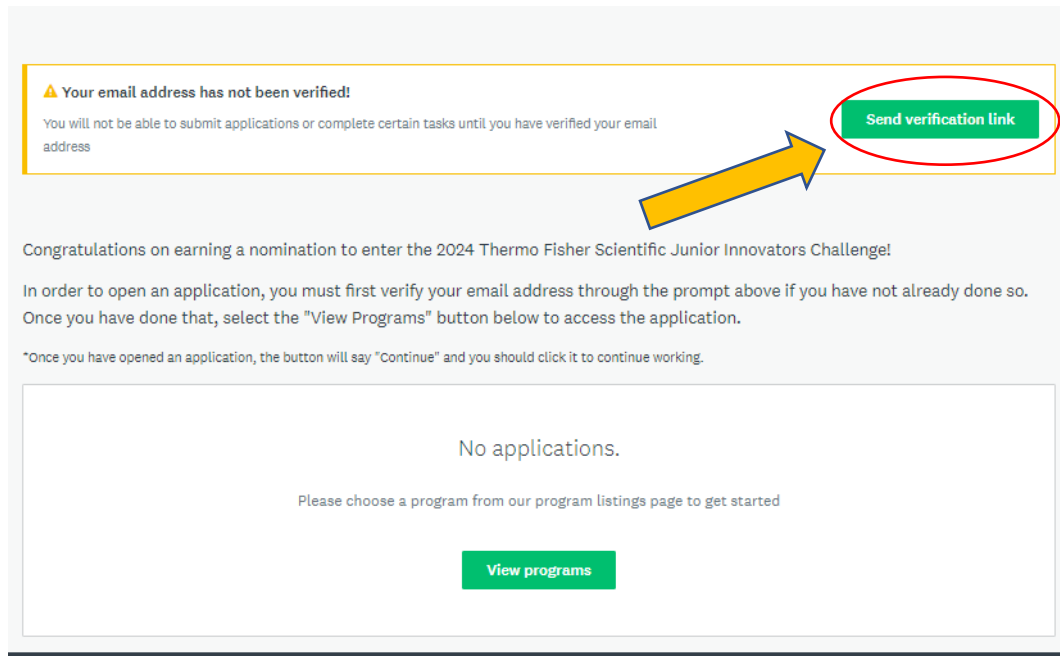 Your email address has not been verified!
You will not be able to submit applications or complete certain tasks until you have verified your email
address
Send verification link
Congratulations on earning a nomination to enter the 2024 Thermo Fisher Scientific Junior Innovators Challenge!
In order to open an application, you must first verify your email address through the prompt above if you have not already done so.
Once you have done that, select the "View Programs" button below to access the application.
*Once you have opened an application, the button will say "Continue" and you should click it to continue working.
No applications.
Please choose a program from our program listings page to get started
View programs